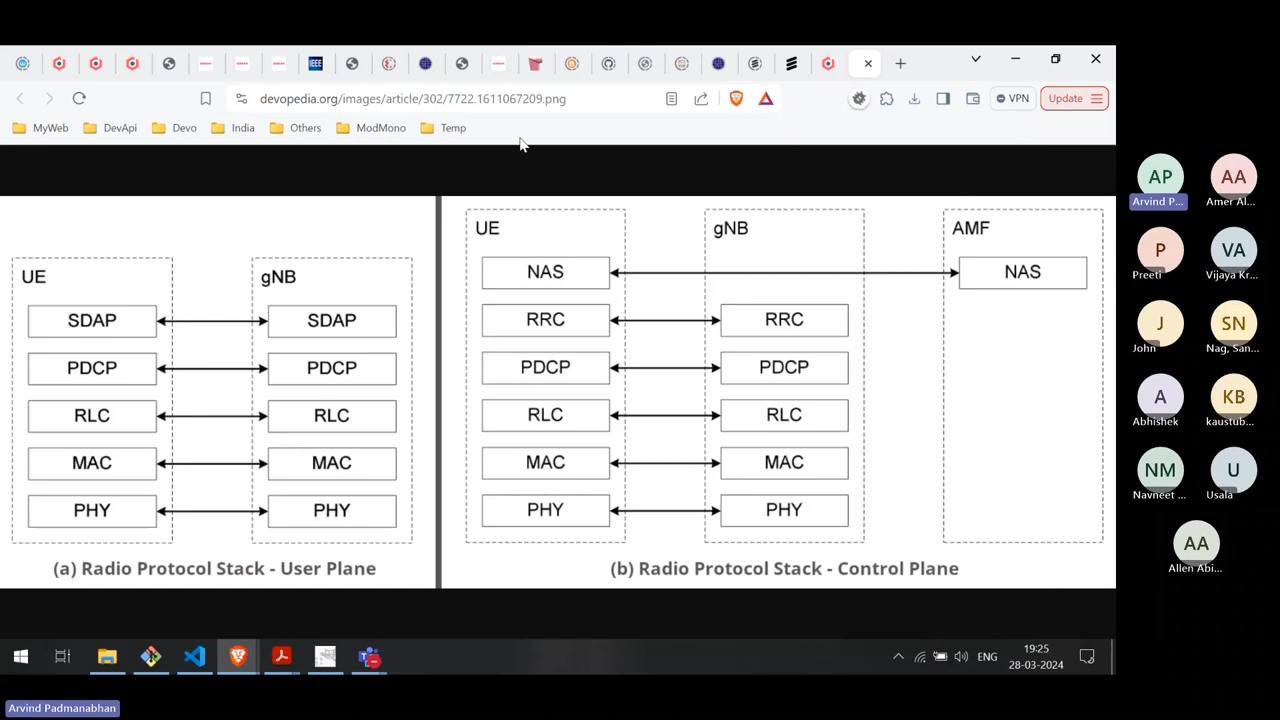 IEEE
devopedia.org/images/article/302/7722.1611067209.png
VPN
Update
MyWeb
DevApi
Devo
India
Others
ModMono
Temp
UE
gNB
SDAP
SDAP
PDCP
PDCP
RLC
RLC
MAC
MAC
PHY
PHY
(a) Radio Protocol Stack - User Plane
UE
gNB
AMF
NAS
NAS
RRC
RRC
PDCP
PDCP
RLC
RLC
MAC
MAC
PHY
PHY
(b) Radio Protocol Stack - Control Plane
AP
Arvind P...
AA
Amer Al...
P
Preeti
VA
Vijaya Kr...
J
John
SN
Nag, San...
A
Abhishek
KB
kaustub...
NM
Navneet ...
U
Usala
AA
Allen Abi...
ENG
19:25
28-03-2024
Arvind Padmanabhan